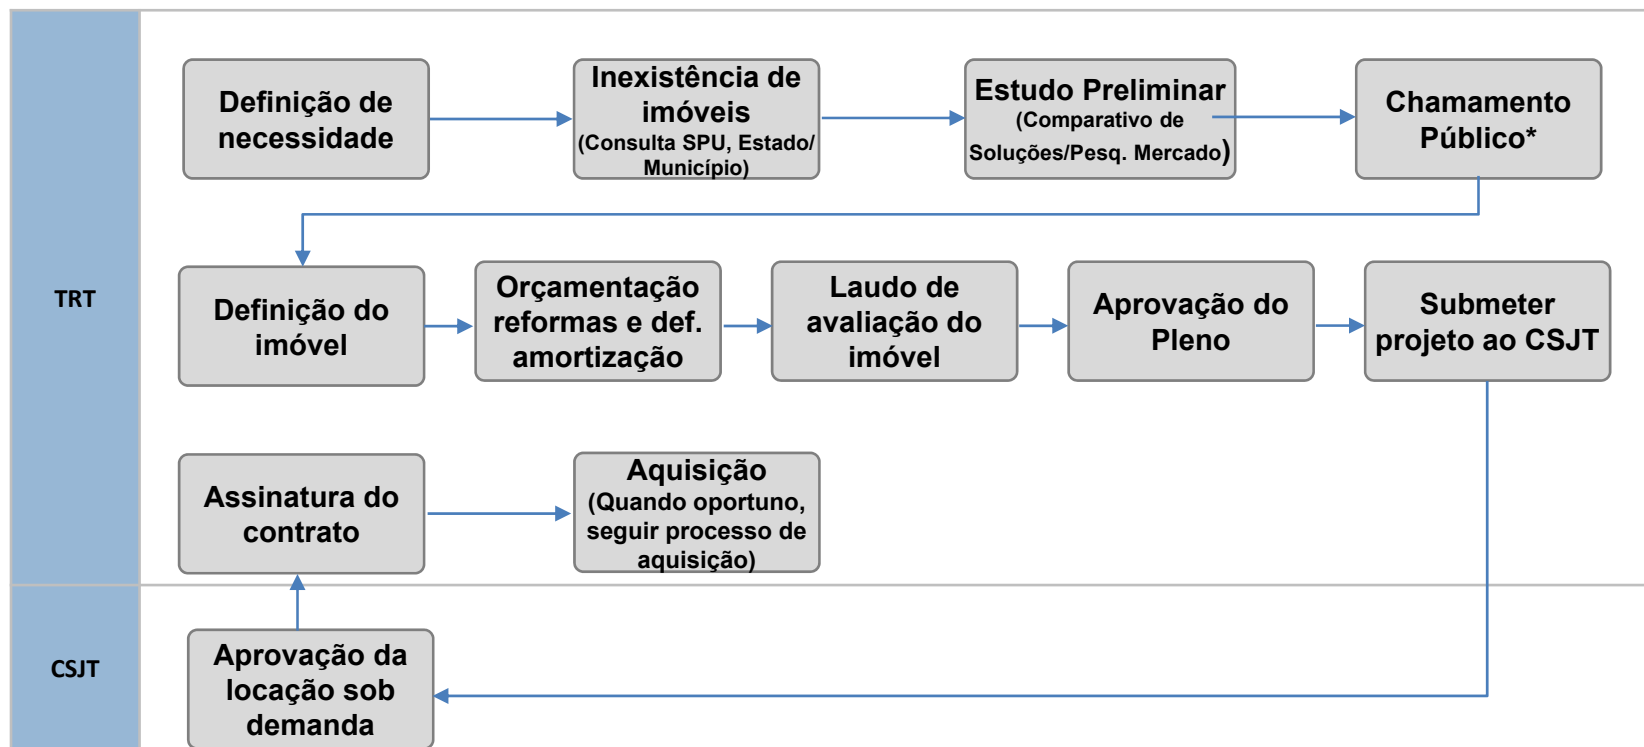 Definição de
necessidade
Inexistência de
imóveis
(Consulta SPU, Estado/
Município)
Estudo Preliminar
(Comparativo de
Soluções/Pesq. Mercado)
Chamamento
Público*
TRT
Definição do
imóvel
Orçamentação
reformas e def.
amortização
Laudo de
avaliação do
imóvel
Aprovação do
Pleno
Submeter
projeto ao CSJT
Assinatura do
contrato
Aquisição
(Quando oportuno,
seguir processo de
aquisição)
CSJT
Aprovação da
locação sob
demanda